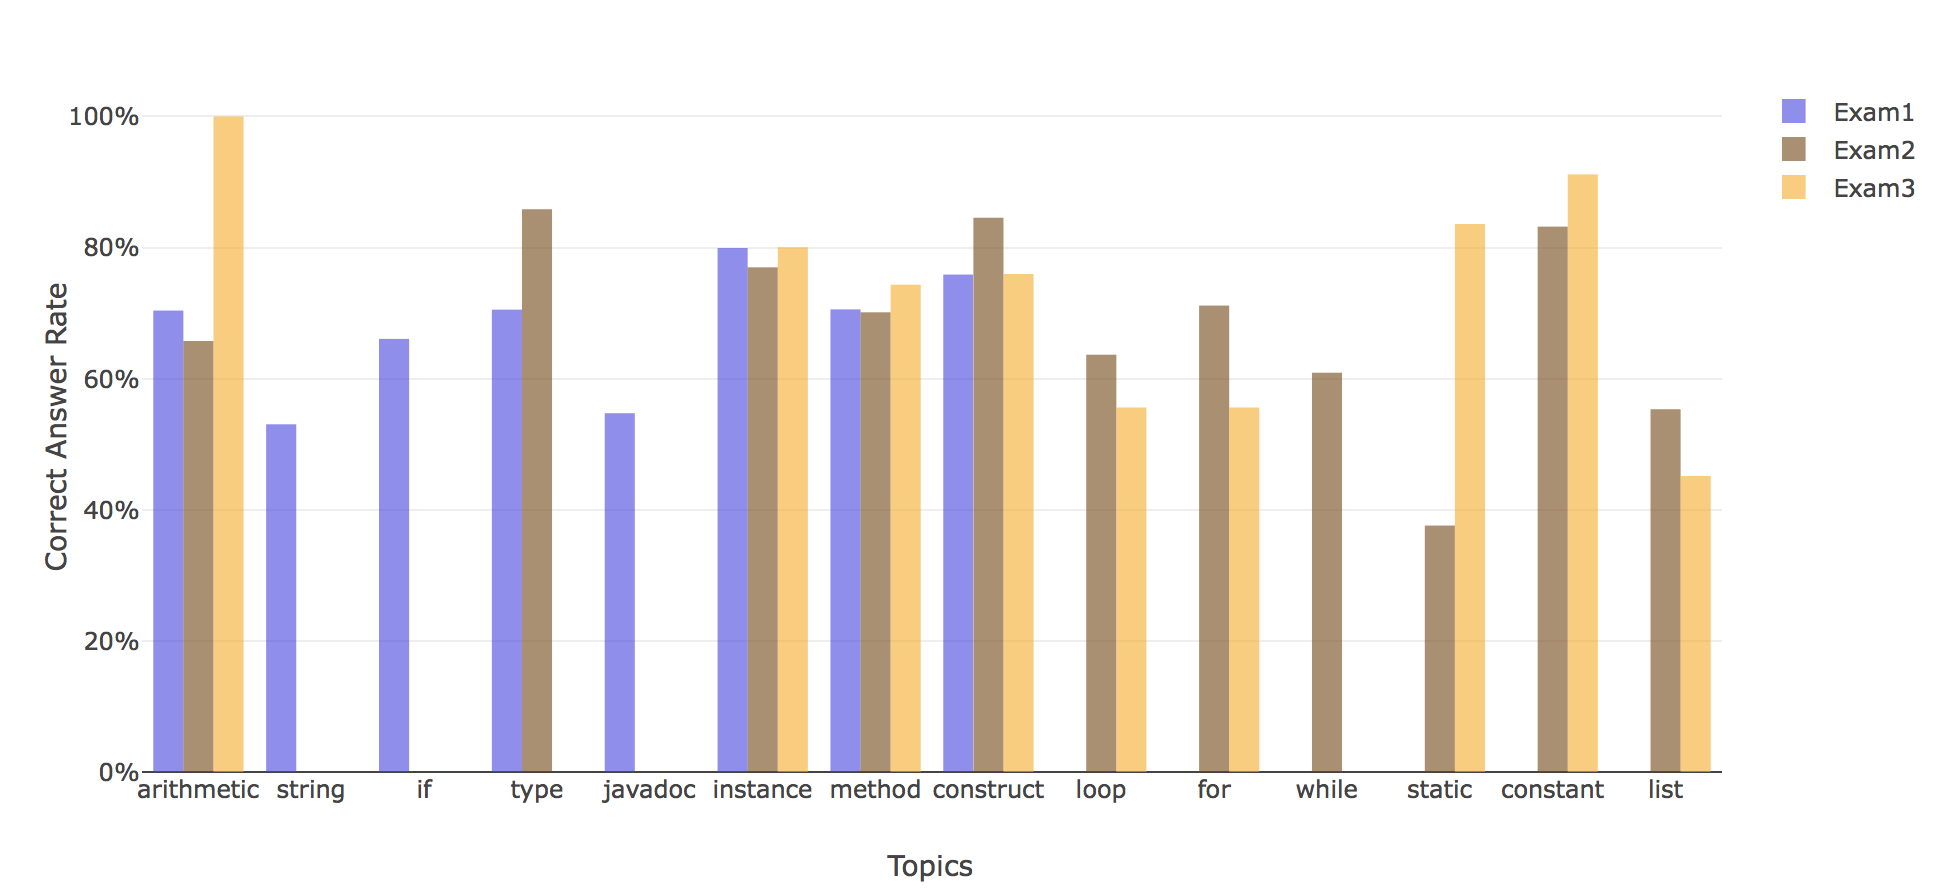 Exam1
Exam2
Exam3
100%
80%
60%
40%
20%
0%
Correct Answer Rate
arithmetic string if type javadoc instance method construct loop for while static constant list
Topics